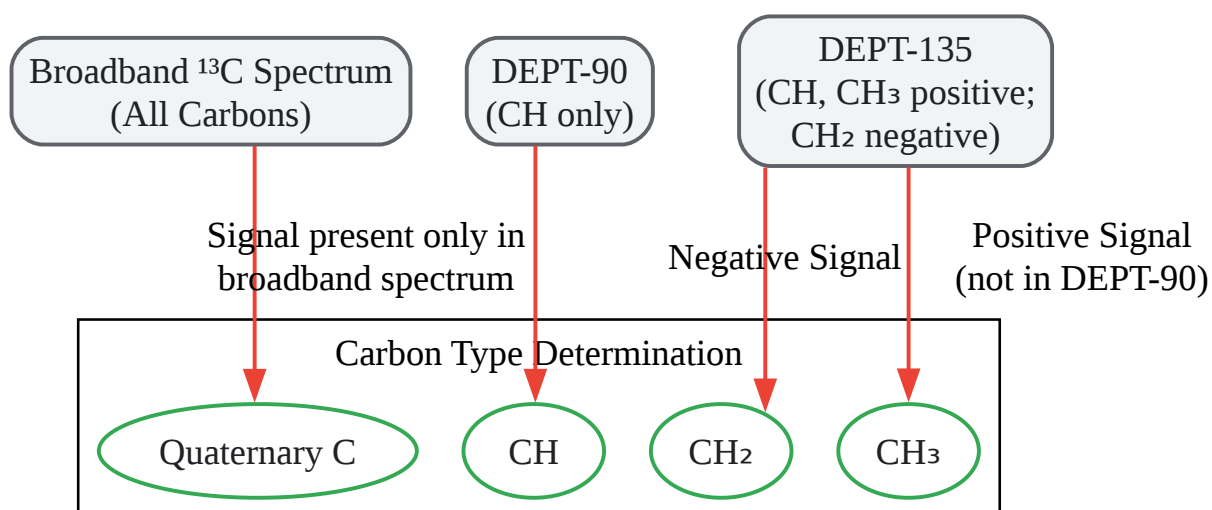 Broadband ¹³C Spectrum
(All Carbons)
DEPT-90
(CH only)
DEPT-135
(CH, CH₃ positive;
CH₂ negative)
Signal present only in
broadband spectrum
Negative Signal
Positive Signal
(not in DEPT-90)
Carbon Type Determination
Quaternary C
CH
CH₂
CH₃